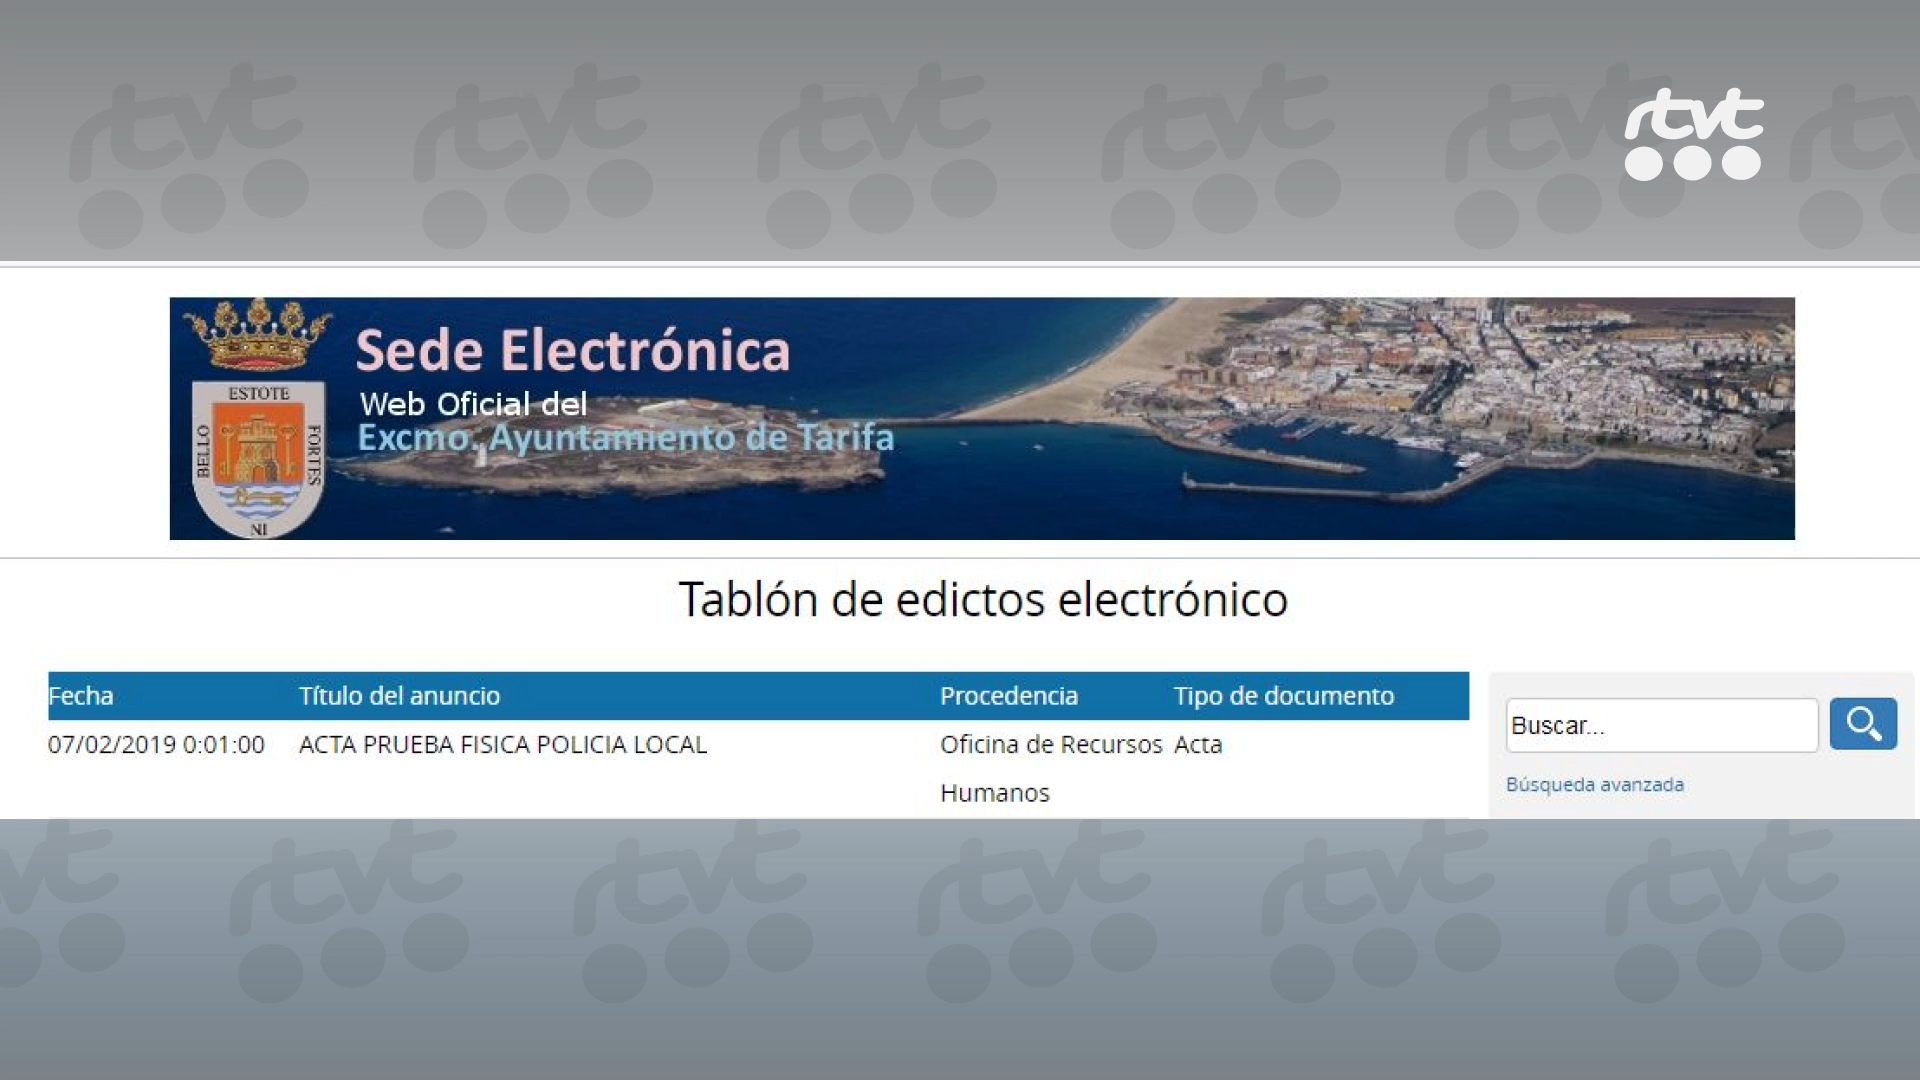 rtvt
Sede Electrónica
Web Oficial del
Excmo. Ayuntamiento de Tarifa
ESTOTE
BELLO
FORTES
NI
Tablón de edictos electrónico
Fecha Título del anuncio Procedencia Tipo de documento
07/02/2019 0:01:00 ACTA PRUEBA FISICA POLICIA LOCAL Oficina de Recursos Acta
Humanos
Buscar...
Búsqueda avanzada